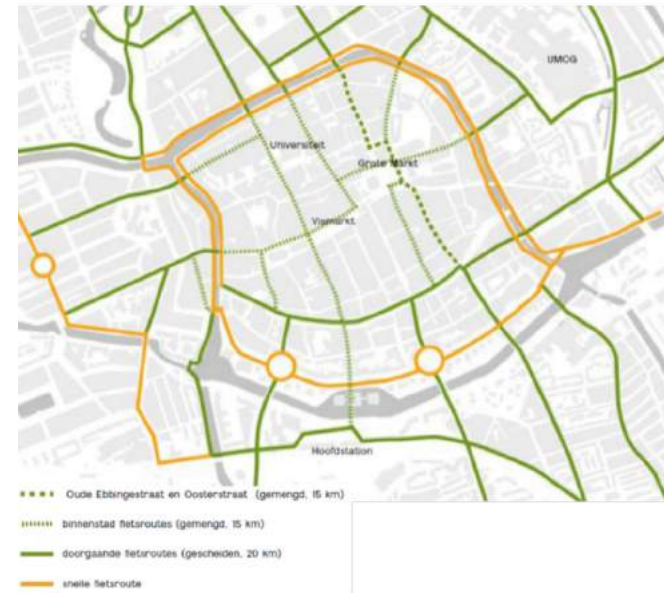 UMCG
Universiteit
Grote Markt
Vismarkt
Hoofdstation
Oude Ebbingestraat en Oosterstraat (gemengd, 15 km)
binnenstad fietsroutes (gemengd, 15 km)
doorgaande fietsroutes (gescheiden, 20 km)
snelle fietsroute